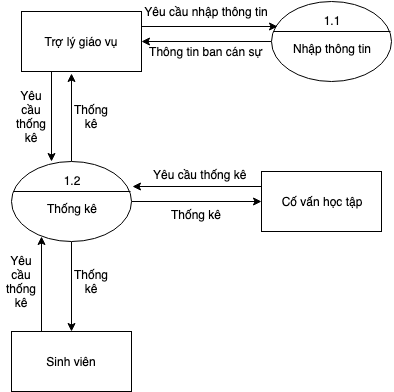 Yêu cầu nhập thông tin
1.1
Trợ lý giáo vụ
Nhập thông tin
Thông tin ban cán sự
Yêu
cầu
thống
kê
Thống
kê
1.2
Thống kê
Yêu cầu thống kê
Thống kê
Cố vấn học tập
Yêu
cầu
thống
kê
Thống
kê
Sinh viên